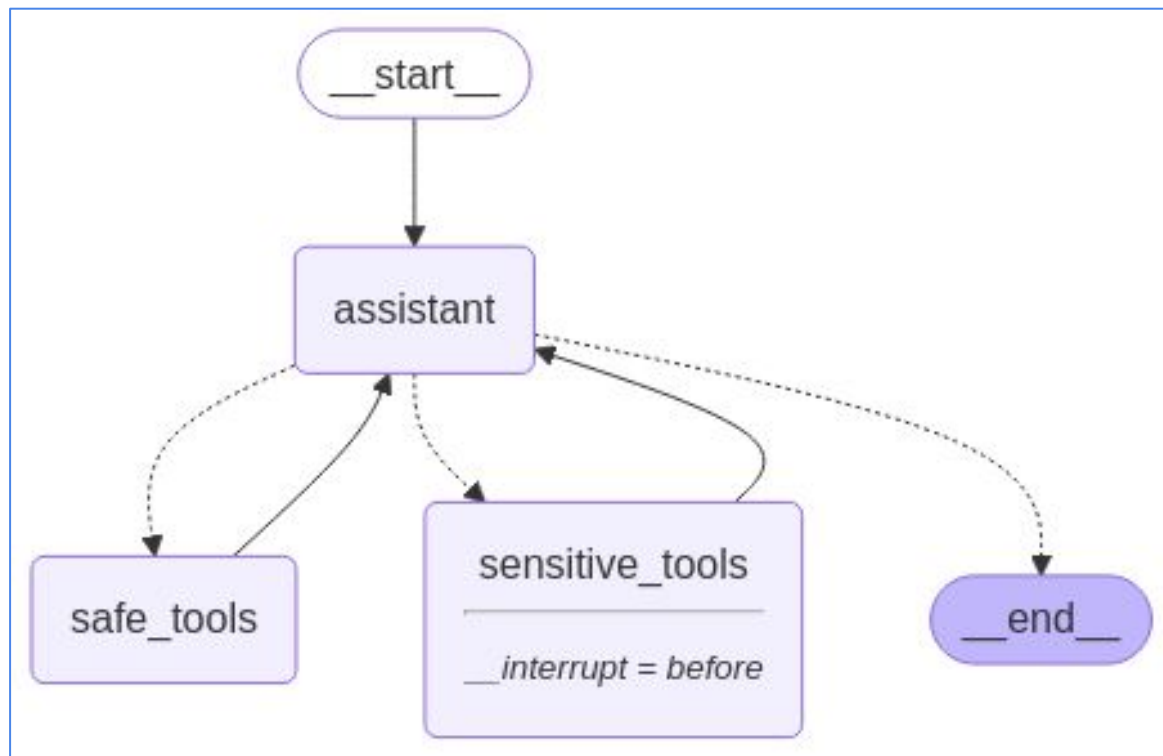 __start__
assistant
safe_tools
sensitive_tools
__interrupt = before
__end__